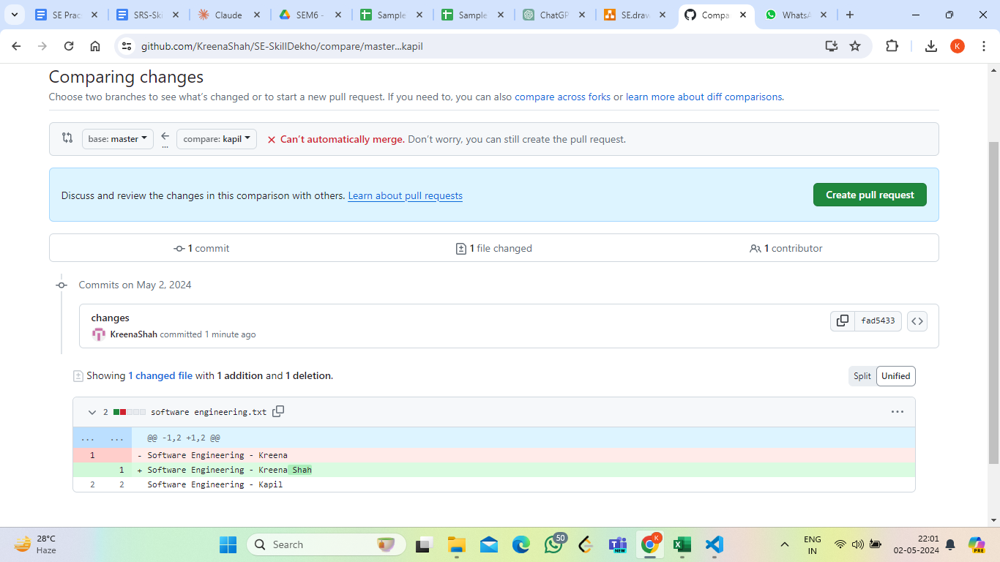 SE Prac
SRS-Ski
Claude
SEM6 -
Sample
Sample
ChatGP
SE.draw
Compa
WhatsA
github.com/KreenaShah/SE-SkillDekho/compare/master...kapil
K
Comparing changes
Choose two branches to see what's changed or to start a new pull request. If you need to, you can also compare across forks or learn more about diff comparisons.
base: master
...
compare: kapil
Can't automatically merge. Don't worry, you can still create the pull request.
Discuss and review the changes in this comparison with others. Learn about pull requests
Create pull request
1 commit
1 file changed
1 contributor
Commits on May 2, 2024
changes
fad5433
KreenaShah committed 1 minute ago
Showing 1 changed file with 1 addition and 1 deletion.
Split
Unified
2
software engineering.txt
... ... @@ -1,2 +1,2 @@
1 - Software Engineering - Kreena
1 + Software Engineering - Kreena Shah
2 2 Software Engineering - Kapil
28°C
Haze
Search
50
NEW
K
ENG
IN
22:01
02-05-2024
PRE